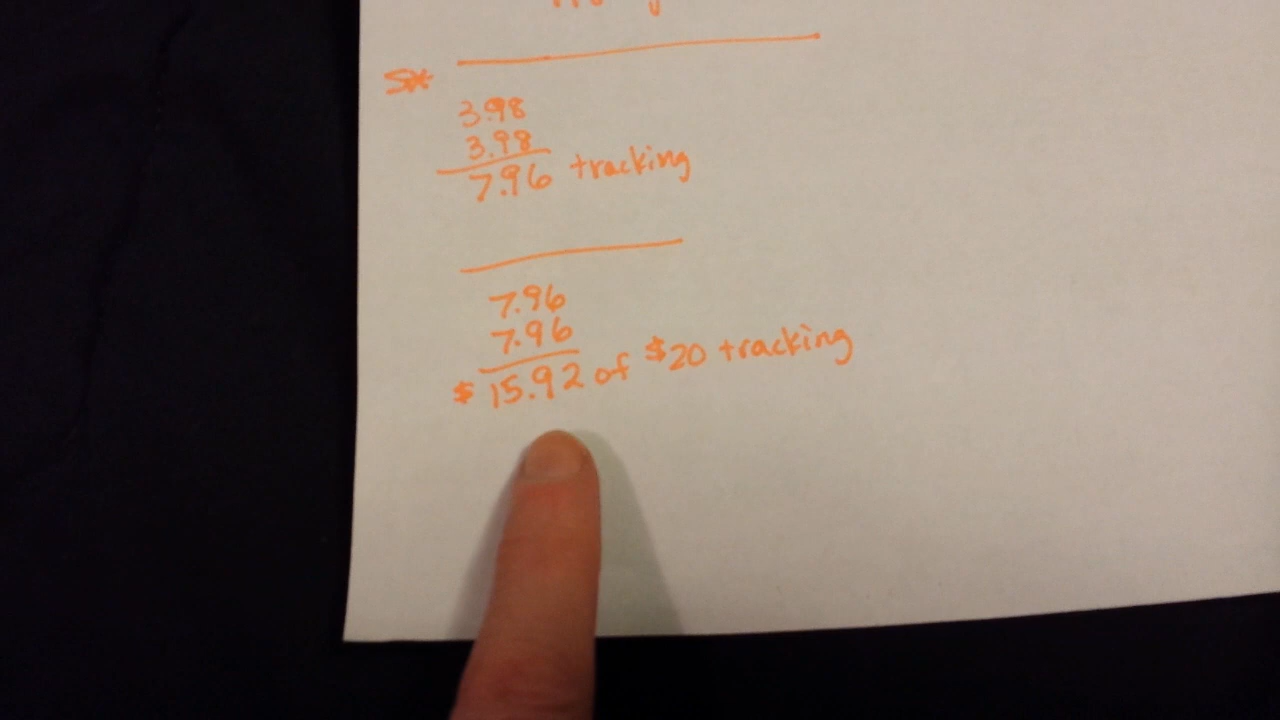 3.98
3.98
7.96 tracking
7.96
7.96
$ 15.92 of $20 tracking